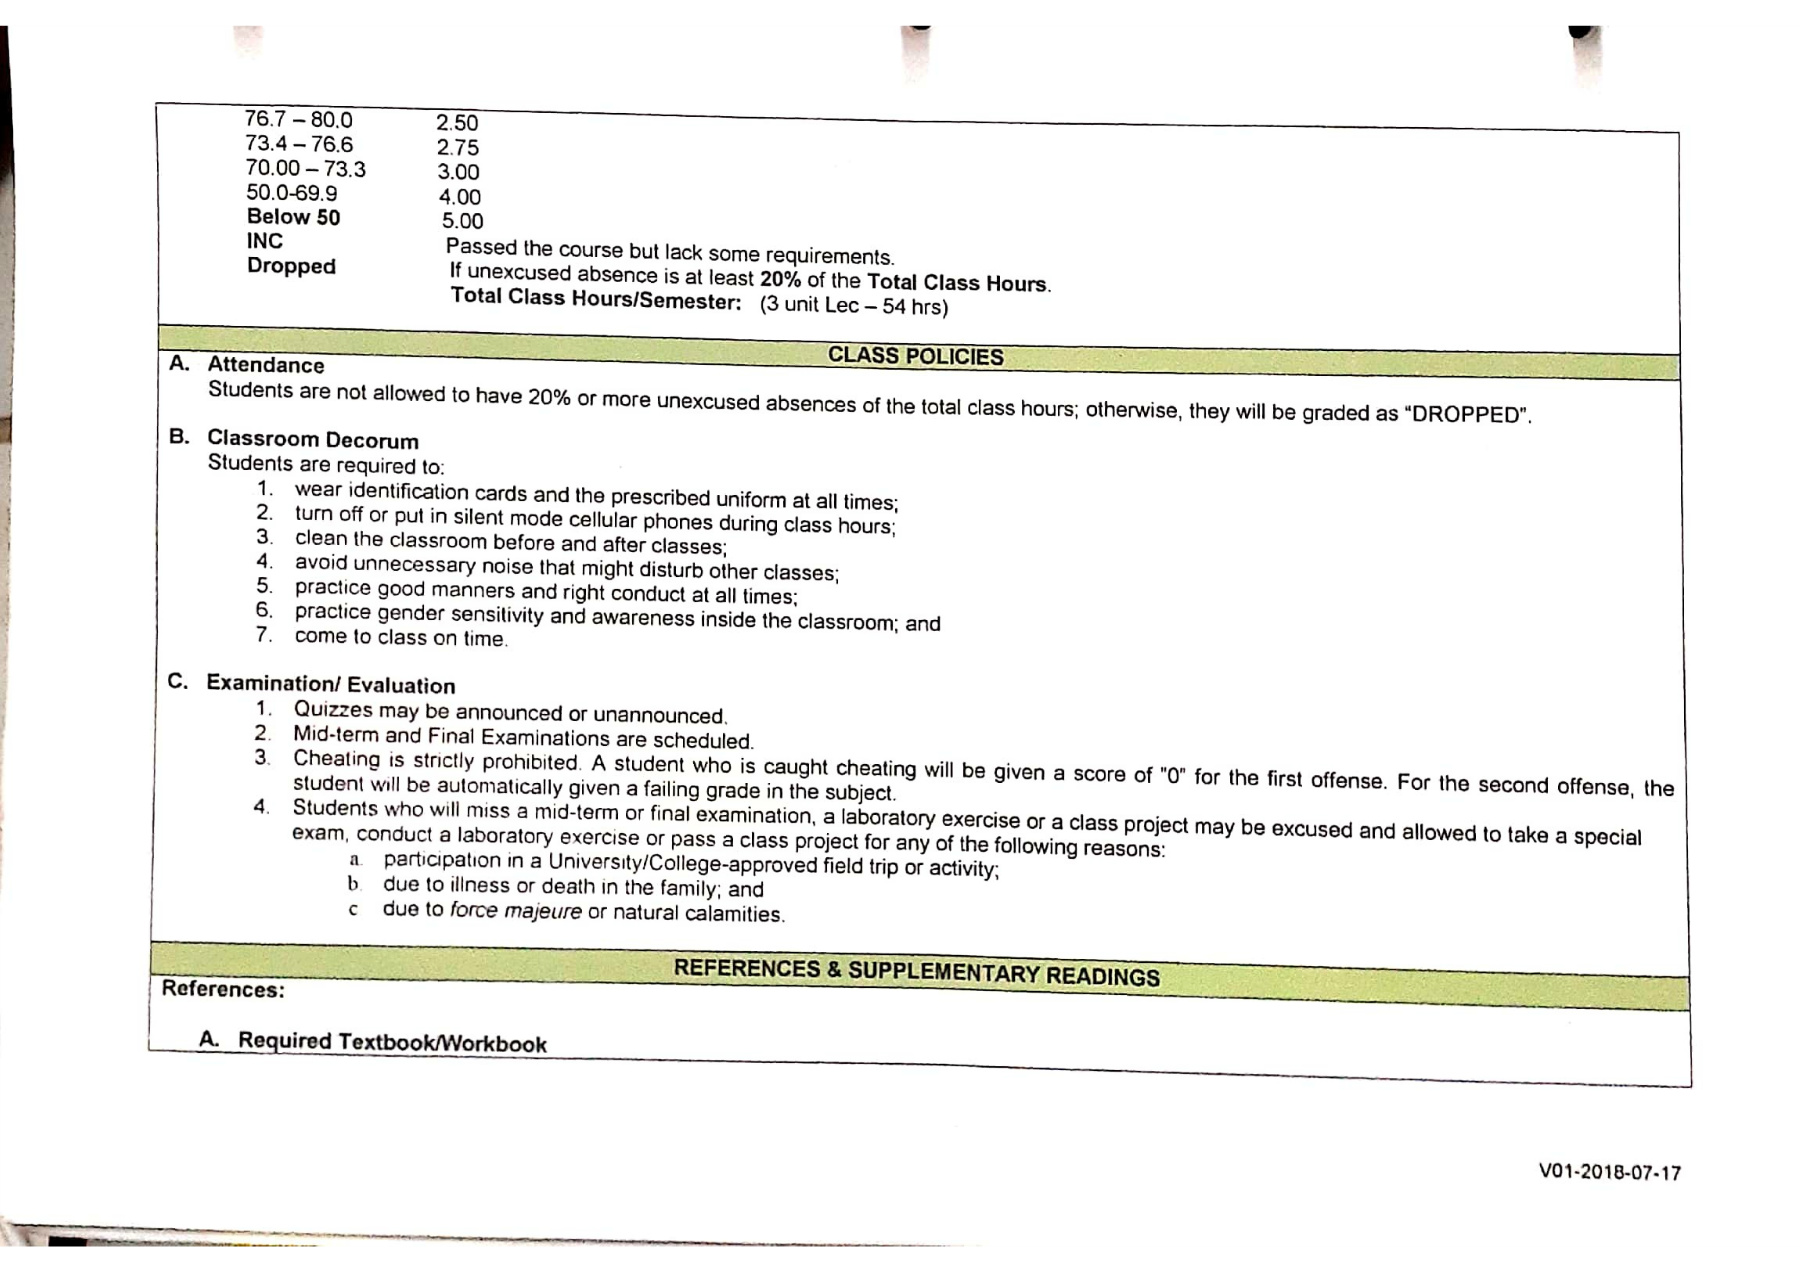 76.7 – 80.0 2.50
73.4 – 76.6 2.75
70.00 – 73.3 3.00
50.0-69.9 4.00
Below 50 5.00
INC Passed the course but lack some requirements.
Dropped If unexcused absence is at least 20% of the Total Class Hours.
Total Class Hours/Semester: (3 unit Lec – 54 hrs)
CLASS POLICIES
A. Attendance
Students are not allowed to have 20% or more unexcused absences of the total class hours; otherwise, they will be graded as “DROPPED”.
B. Classroom Decorum
Students are required to:
1. wear identification cards and the prescribed uniform at all times;
2. turn off or put in silent mode cellular phones during class hours;
3. clean the classroom before and after classes;
4. avoid unnecessary noise that might disturb other classes;
5. practice good manners and right conduct at all times;
6. practice gender sensitivity and awareness inside the classroom; and
7. come to class on time.
C. Examination/ Evaluation
1. Quizzes may be announced or unannounced.
2. Mid-term and Final Examinations are scheduled.
3. Cheating is strictly prohibited. A student who is caught cheating will be given a score of "0" for the first offense. For the second offense, the
student will be automatically given a failing grade in the subject.
4. Students who will miss a mid-term or final examination, a laboratory exercise or a class project may be excused and allowed to take a special
exam, conduct a laboratory exercise or pass a class project for any of the following reasons:
a. participation in a University/College-approved field trip or activity;
b. due to illness or death in the family; and
c due to force majeure or natural calamities.
REFERENCES & SUPPLEMENTARY READINGS
References:
A. Required Textbook/Workbook
V01-2018-07-17